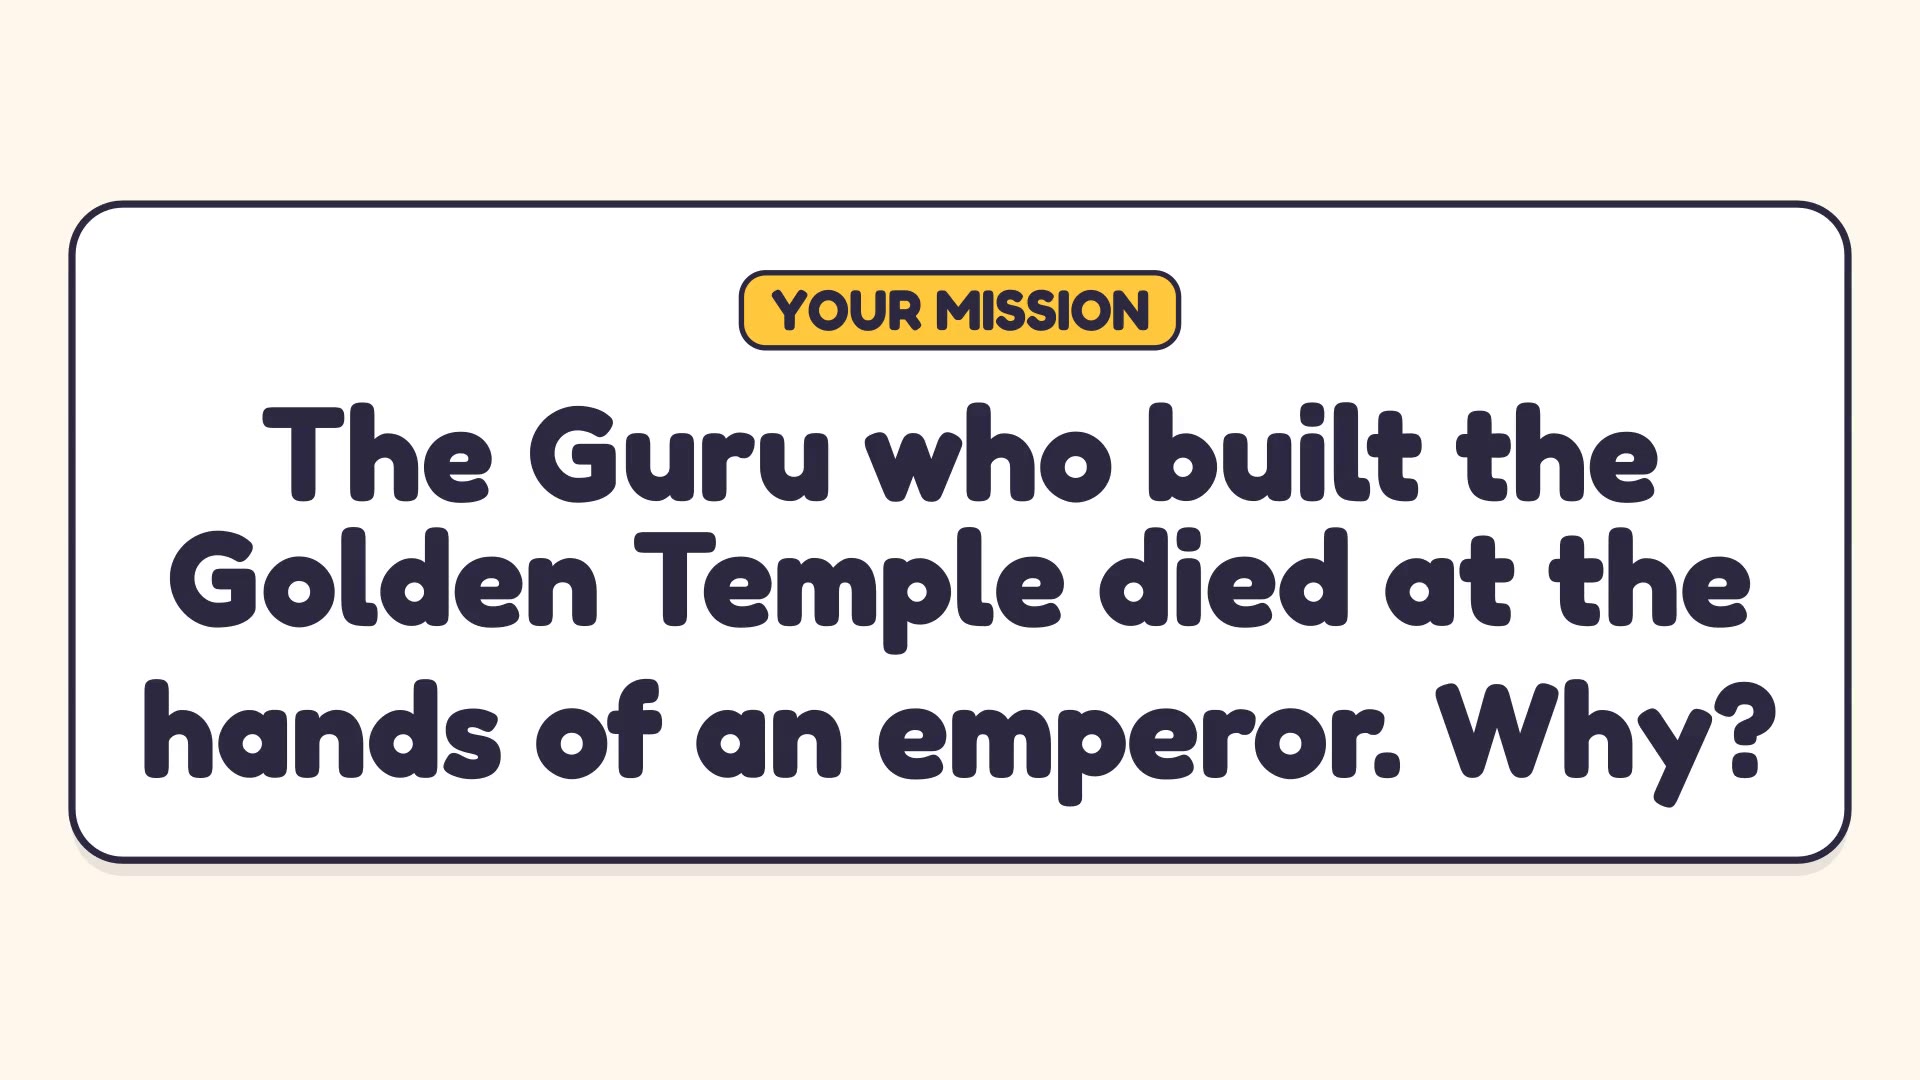 YOUR MISSION
The Guru who built the
Golden Temple died at the
hands of an emperor. Why?